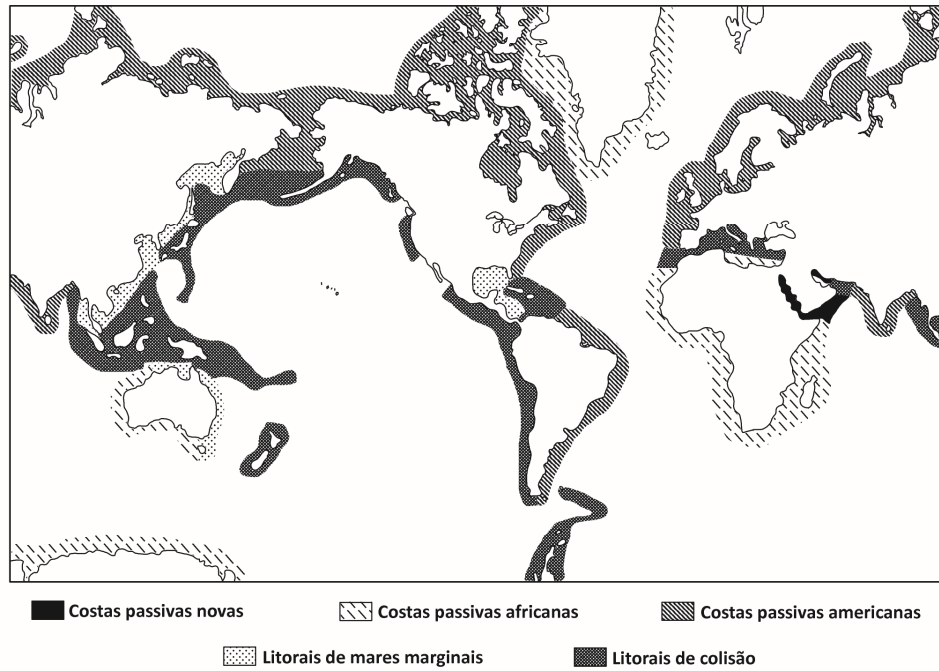 Costas passivas novas
Costas passivas africanas
Costas passivas americanas
Litorais de mares marginais
Litorais de colisão